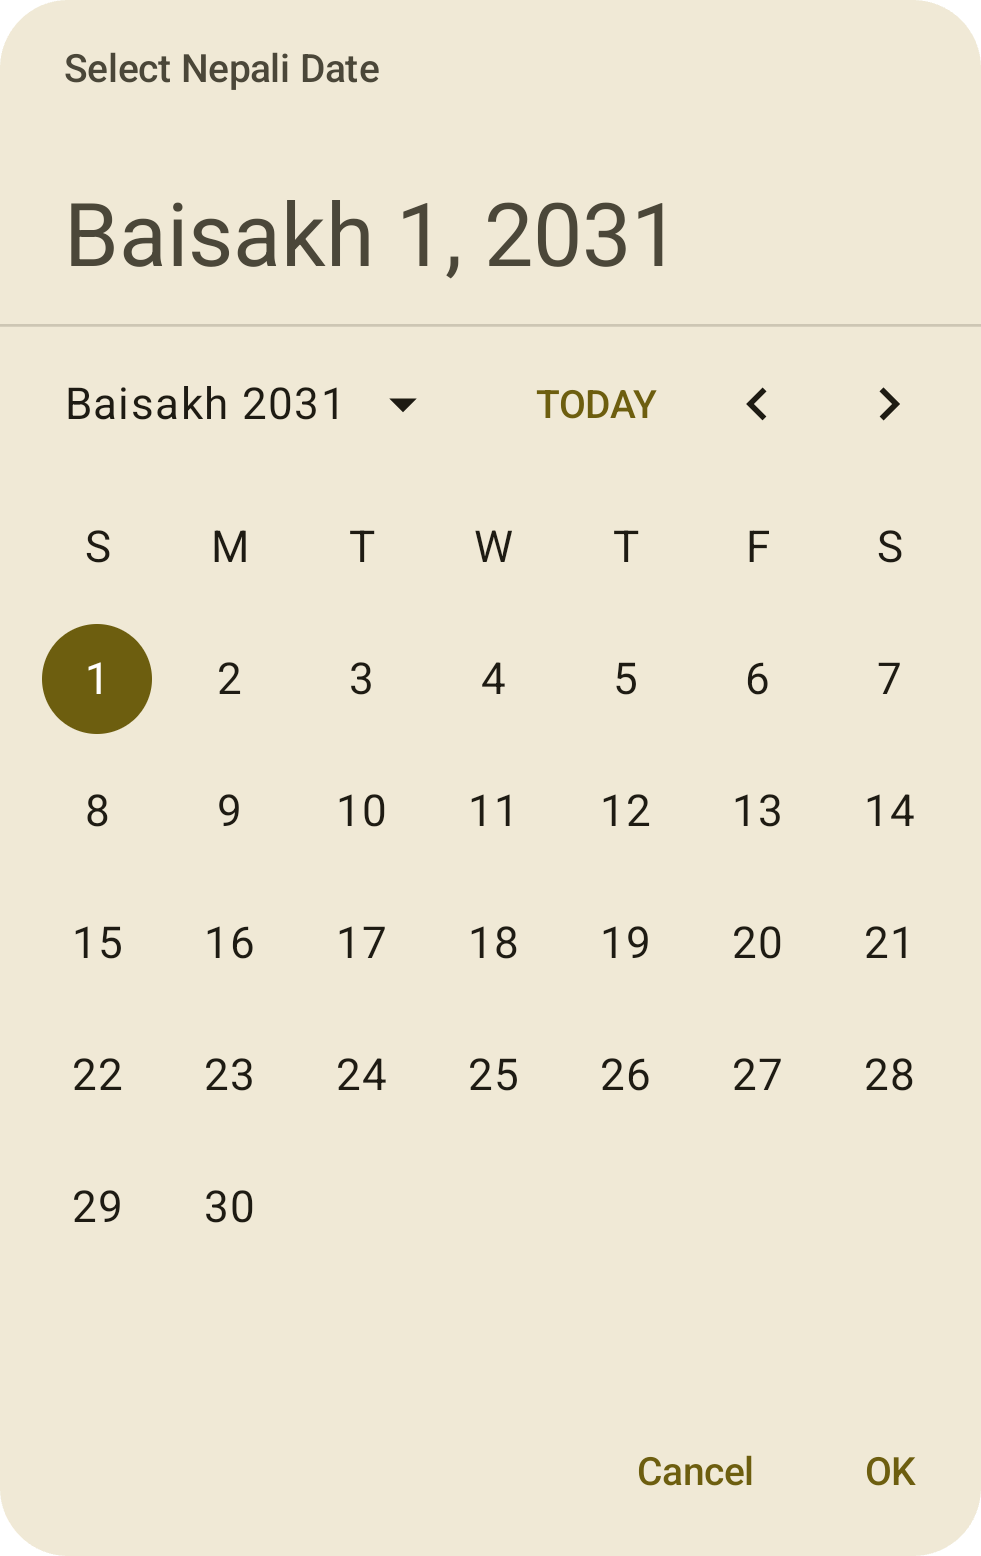 Select Nepali Date
Baisakh 1, 2031
Baisakh 2031 TODAY
S M T W T F S
1 2 3 4 5 6 7
8 9 10 11 12 13 14
15 16 17 18 19 20 21
22 23 24 25 26 27 28
29 30
Cancel OK